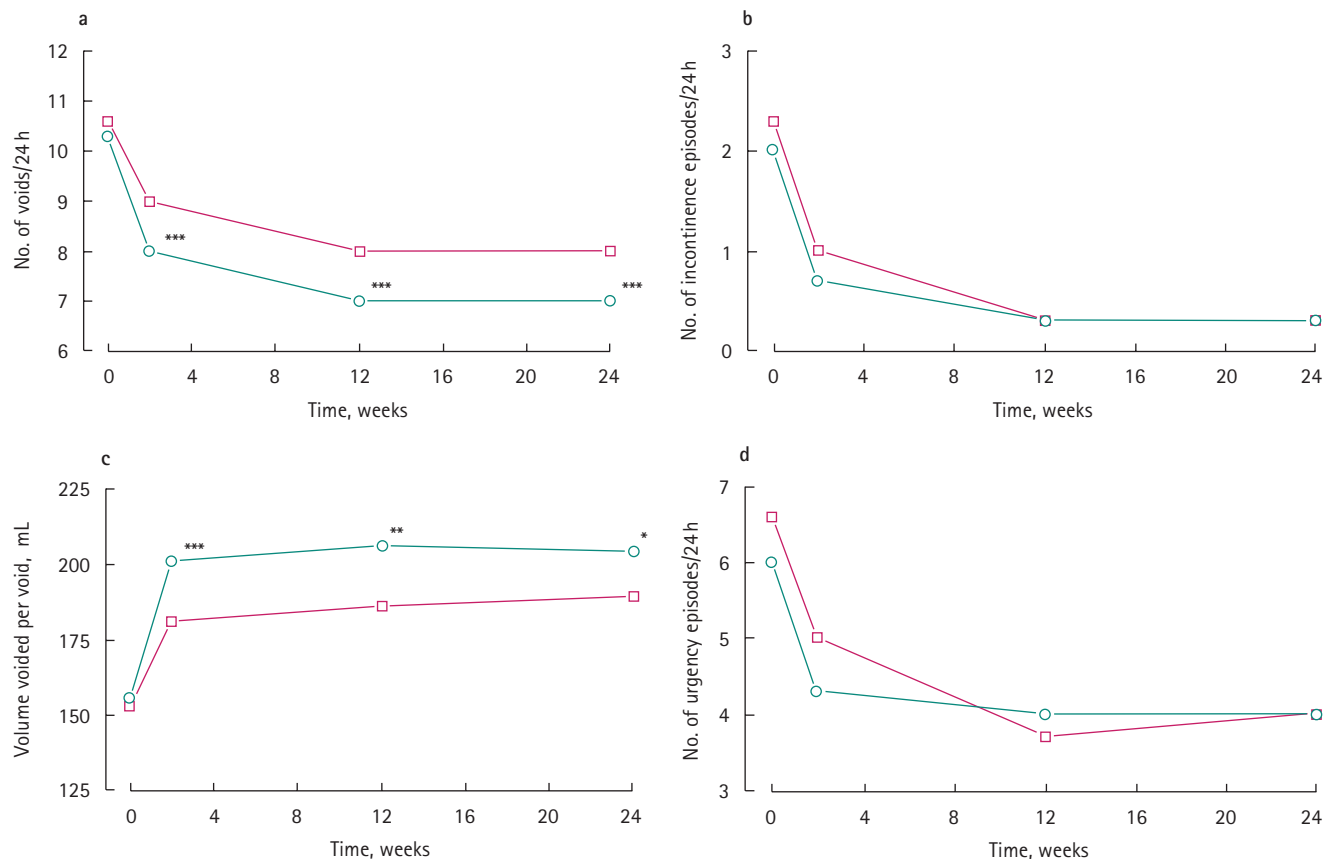 a
No. of voids/24 h
12
11
10
9
8
7
6
***
***
***
0 4 8 12 16 20 24
Time, weeks
b
No. of incontinence episodes/24 h
3
2
1
0
0 4 8 12 16 20 24
Time, weeks
c
Volume voided per void, mL
225
200
175
150
125
***
**
*
0 4 8 12 16 20 24
Time, weeks
d
No. of urgency episodes/24 h
7
6
5
4
3
0 4 8 12 16 20 24
Time, weeks